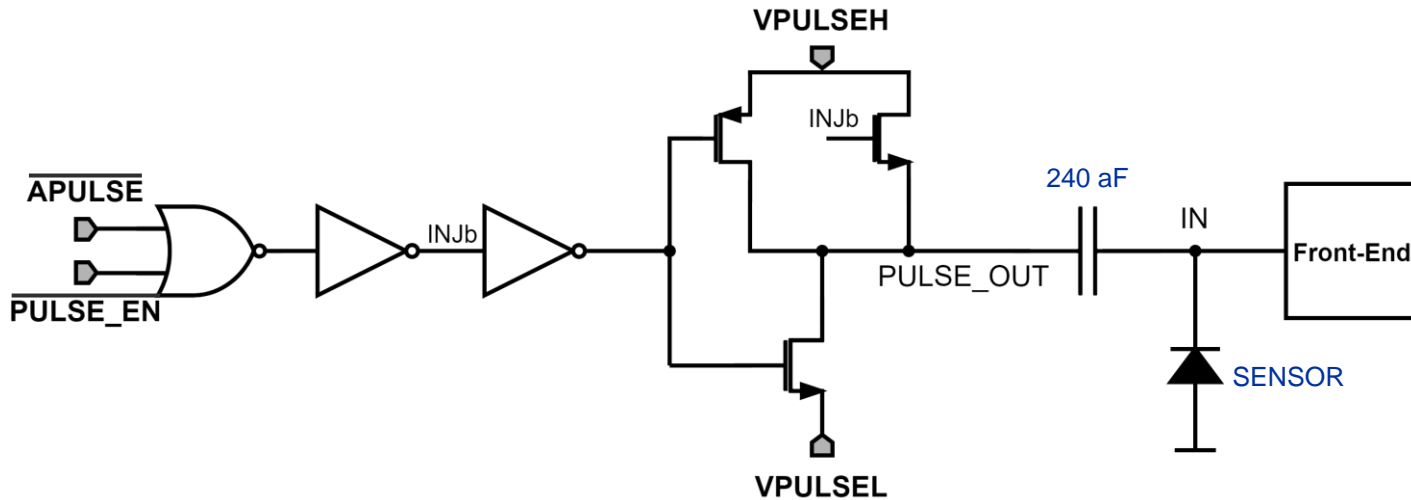 VPULSEH
INJb
APULSE
240 aF
IN
INJb
Front-End
PULSE_OUT
PULSE_EN
SENSOR
VPULSEL